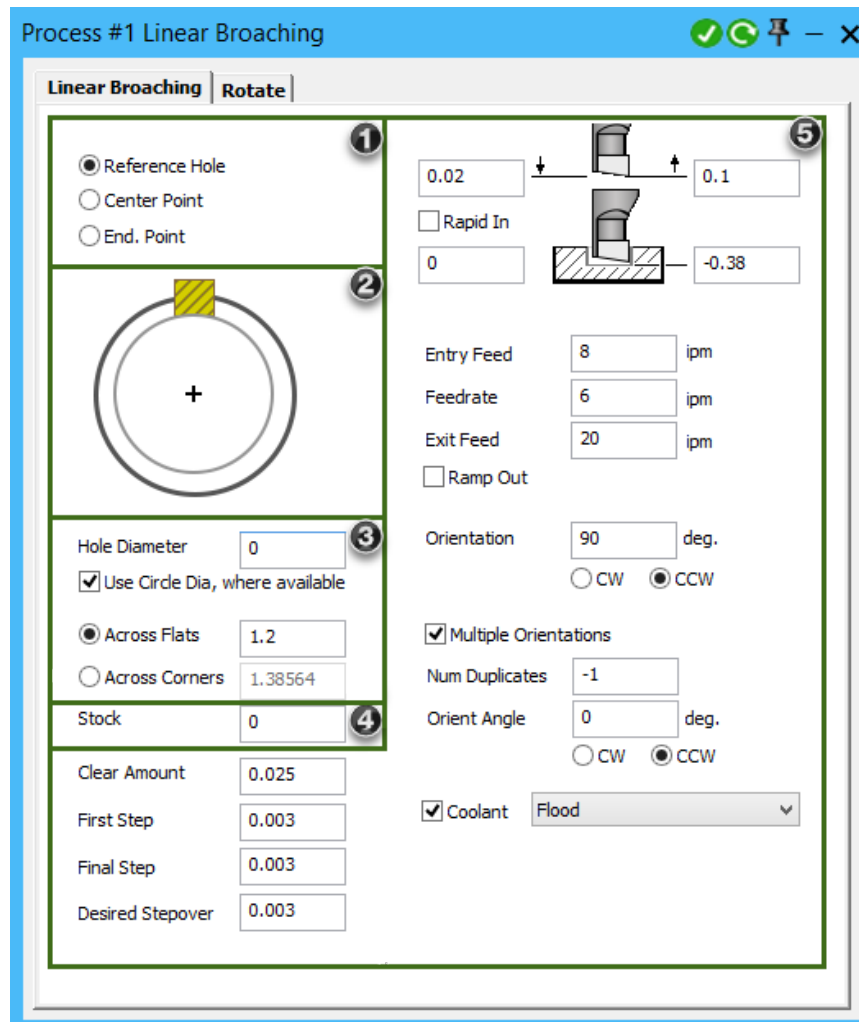 Process #1 Linear Broaching
Linear Broaching Rotate
1
Reference Hole
Center Point
End. Point
2
3
Hole Diameter 0
Use Circle Dia, where available
Across Flats 1.2
Across Corners 1.38564
4
Stock 0
Clear Amount 0.025
First Step 0.003
Final Step 0.003
Desired Stepover 0.003
5
0.02 0.1
Rapid In
0 -0.38
Entry Feed 8 ipm
Feedrate 6 ipm
Exit Feed 20 ipm
Ramp Out
Orientation 90 deg.
CW CCW
Multiple Orientations
Num Duplicates -1
Orient Angle 0 deg.
CW CCW
Coolant Flood